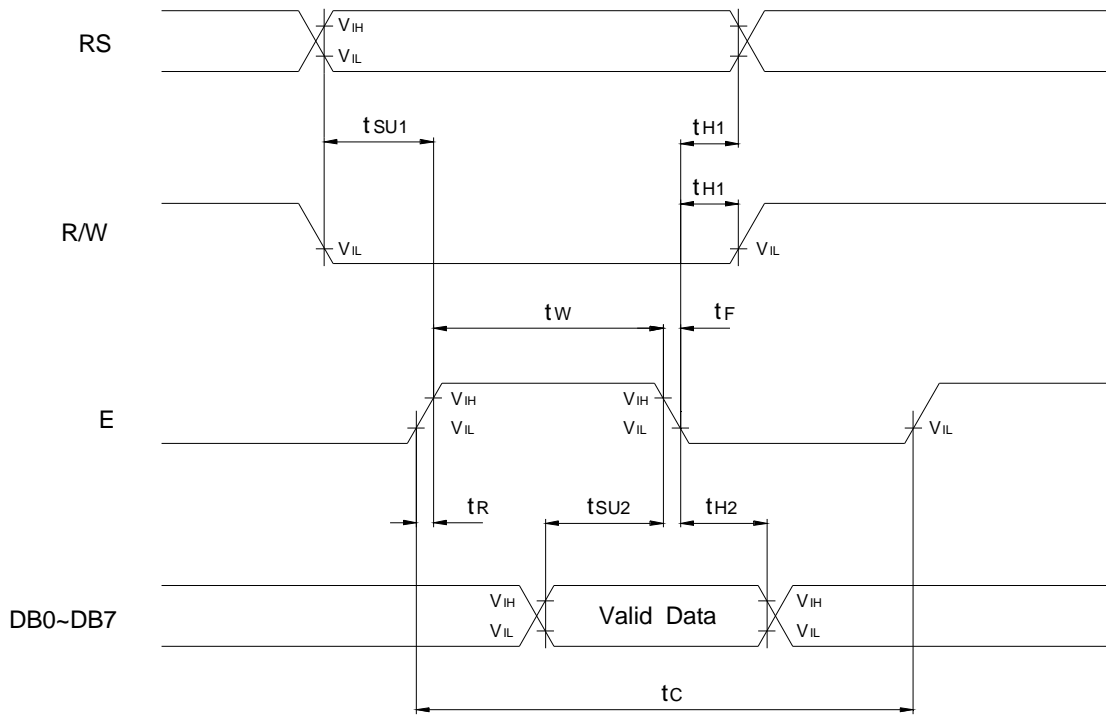 RS
VIH
VIL
tSU1
tH1
tH1
R/W
VIL
VIL
tW
tF
E
VIH
VIL
VIH
VIL
VIL
tR
tSU2
tH2
DB0~DB7
VIH
VIL
Valid Data
VIH
VIL
tC